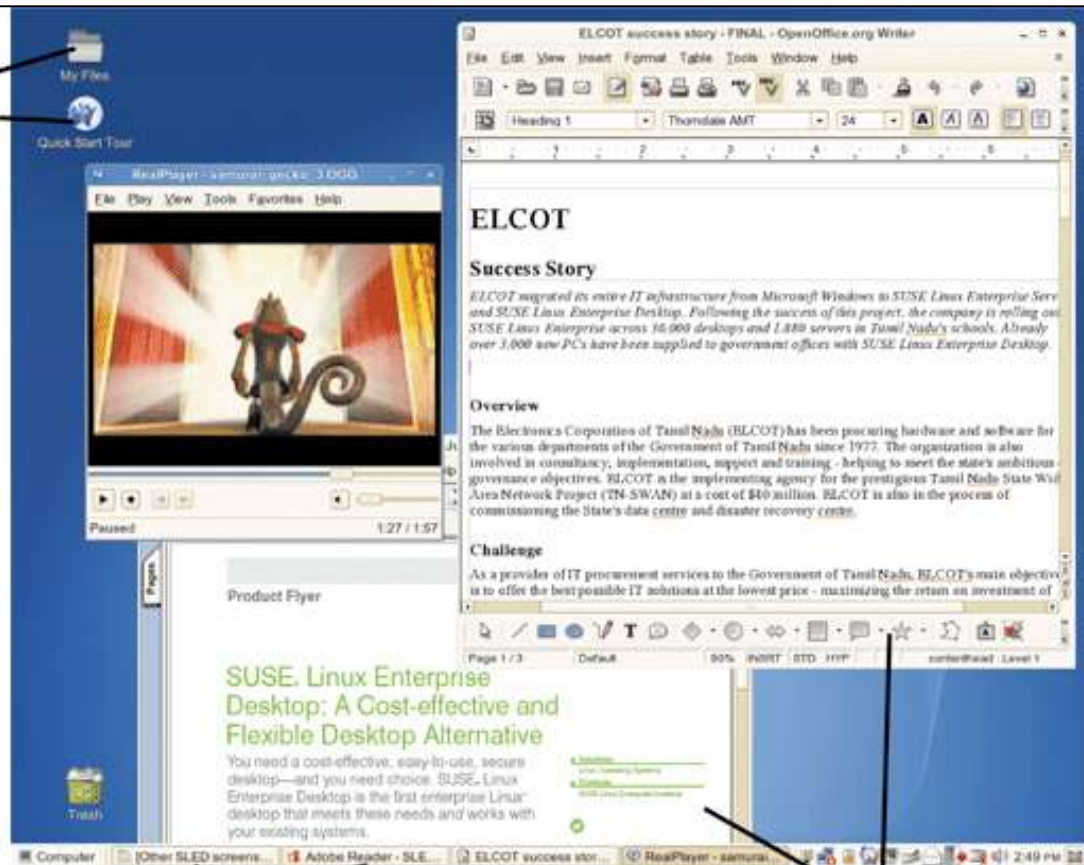 My Files
Quick Start Tour
RealPlayer - samurai_gecko_3.OGG
File Play View Tools Favorites Help
Paused
1:27 / 1:57
ELCOT success story - FINAL - OpenOffice.org Writer
File Edit View Insert Format Table Tools Window Help
Heading 1
Thorndale AMT
24
ELCOT
Success Story
ELCOT migrated its entire IT infrastructure from Microsoft Windows to SUSE Linux Enterprise Serv
and SUSE Linux Enterprise Desktop. Following the success of this project, the company is rolling out
SUSE Linux Enterprise across 30,000 desktops and 1,880 servers in Tamil Nadu's schools. Already
over 3,000 new PCs have been supplied to government offices with SUSE Linux Enterprise Desktop.
Overview
The Electronics Corporation of Tamil Nadu (ELCOT) has been procuring hardware and software for
the various departments of the Government of Tamil Nadu since 1977. The organization is also
involved in consultancy, implementation, support and training - helping to meet the state's ambitious
governance objectives. ELCOT is the implementing agency for the prestigious Tamil Nadu State Wid
Area Network Project (TN-SWAN) at a cost of $40 million. ELCOT is also in the process of
commissioning the State's data centre and disaster recovery centre.
Challenge
As a provider of IT procurement services to the Government of Tamil Nadu, ELCOT's main objective
is to offer the best possible IT solutions at the lowest price - maximizing the return on investment of
Page 1 / 3 Default 90% INSRT STD HYP contenthead : Level 1
Pages
Product Flyer
SUSE. Linux Enterprise
Desktop: A Cost-effective and
Flexible Desktop Alternative
You need a cost-effective, easy-to-use, secure
desktop—and you need choice. SUSE. Linux
Enterprise Desktop is the first enterprise Linux
desktop that meets these needs and works with
your existing systems.
Trash
Computer [Other SLED screens... Adobe Reader - SLE... ELCOT success stor... RealPlayer - samurai... 2:49 PM